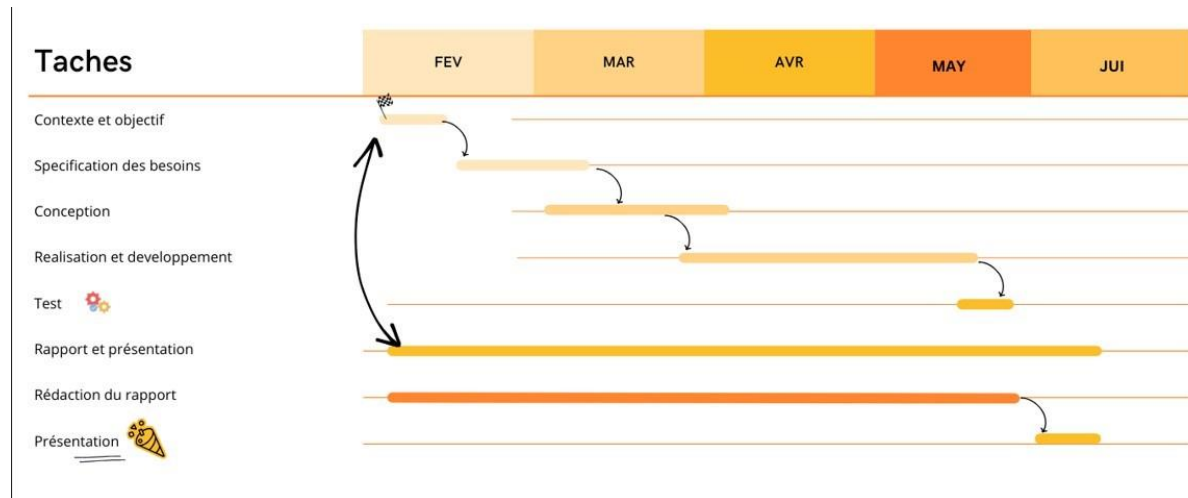 Taches
FEV MAR AVR MAY JUI
Contexte et objectif
Specification des besoins
Conception
Realisation et developpement
Test
Rapport et présentation
Rédaction du rapport
Présentation